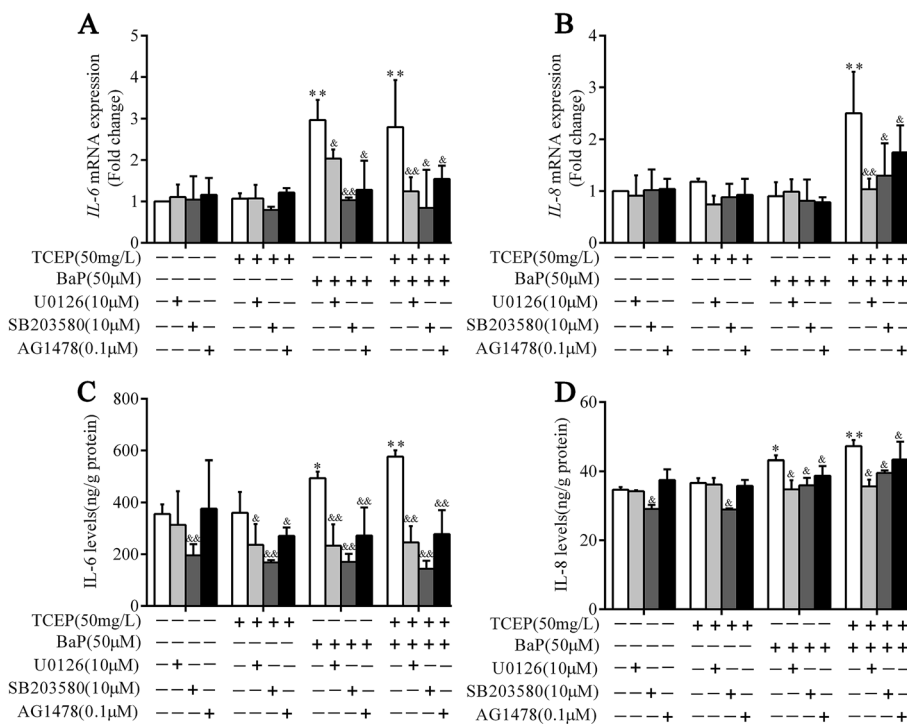 A
IL-6 mRNA expression
(Fold change)
5
4
3
2
1
0
** ** & && & && & &
TCEP(50mg/L) — — — — + + + + — — — — + + + +
BaP(50μM) — — — — — — — — + + + + + + + +
U0126(10μM) — + — — — + — — — + — — — + — —
SB203580(10μM) — — + — — — + — — — + — — — + —
AG1478(0.1μM) — — — + — — — + — — — + — — — +
B
IL-8 mRNA expression
(Fold change)
4
2
1
0
** && & &
TCEP(50mg/L) — — — — + + + + — — — — + + + +
BaP(50μM) — — — — — — — — + + + + + + + +
U0126(10μM) — + — — — + — — — + — — — + — —
SB203580(10μM) — — + — — — + — — — + — — — + —
AG1478(0.1μM) — — — + — — — + — — — + — — — +
C
IL-6 levels(ng/g protein)
800
600
400
200
0
&& & && & * && && && ** && && &&
TCEP(50mg/L) — — — — + + + + — — — — + + + +
BaP(50μM) — — — — — — — — + + + + + + + +
U0126(10μM) — + — — — + — — — + — — — + — —
SB203580(10μM) — — + — — — + — — — + — — — + —
AG1478(0.1μM) — — — + — — — + — — — + — — — +
D
IL-8 levels(ng/g protein)
60
40
20
0
& & * & & & ** & & &
TCEP(50mg/L) — — — — + + + + — — — — + + + +
BaP(50μM) — — — — — — — — + + + + + + + +
U0126(10μM) — + — — — + — — — + — — — + — —
SB203580(10μM) — — + — — — + — — — + — — — + —
AG1478(0.1μM) — — — + — — — + — — — + — — — +